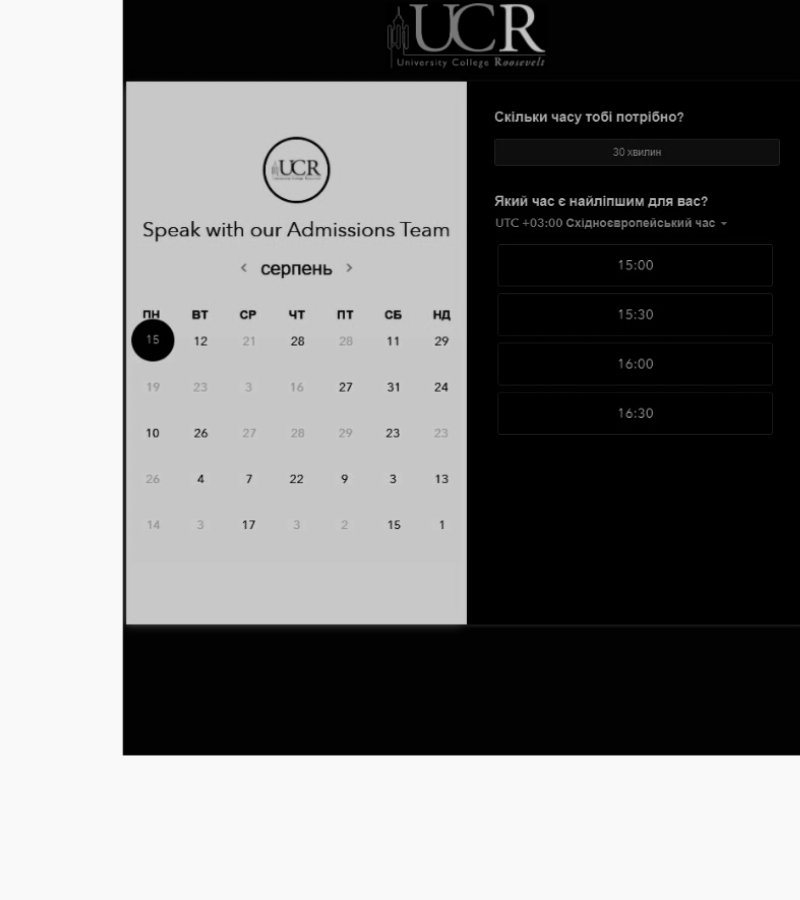 UCR
University College Roosevelt
UCR
Speak with our Admissions Team
‹ серпень ›
ПН ВТ СР ЧТ ПТ СБ НД
15 12 21 28 28 11 29
19 23 3 16 27 31 24
10 26 27 28 29 23 23
26 4 7 22 9 3 13
14 3 17 3 2 15 1
Скільки часу тобі потрібно?
30 хвилин
Який час є найліпшим для вас?
UTC +03:00 Східноєвропейський час
15:00
15:30
16:00
16:30